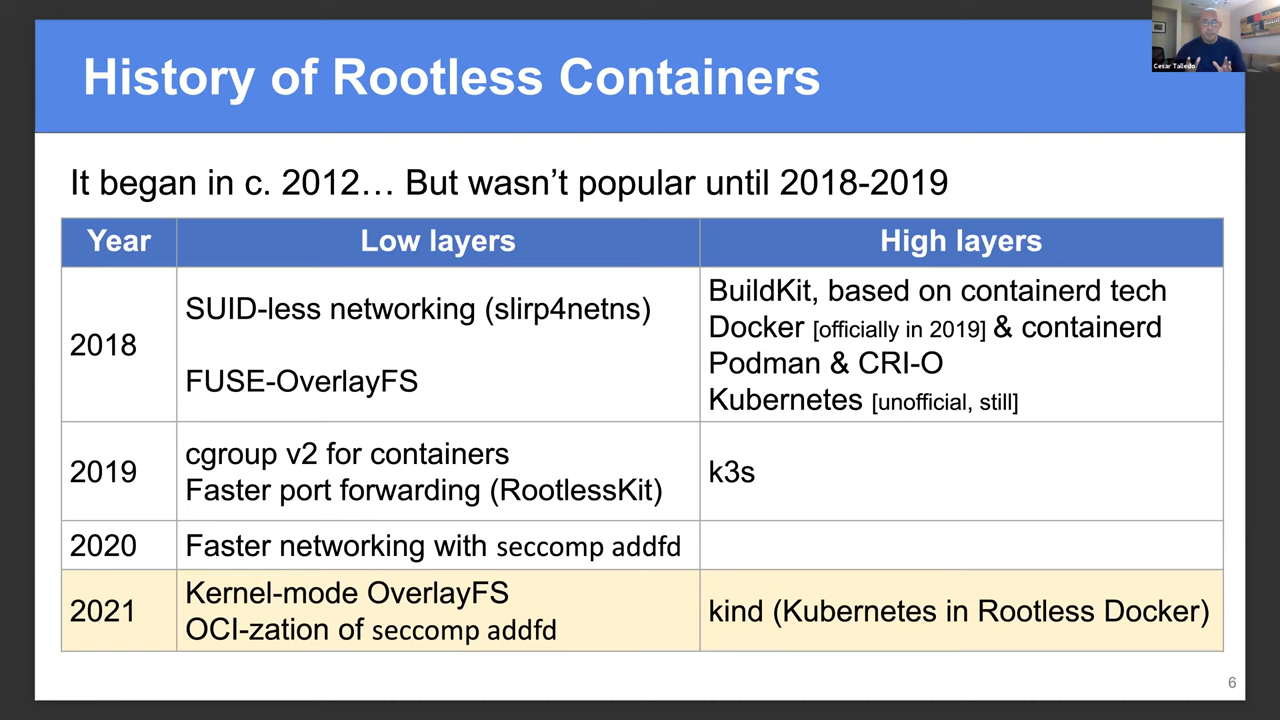 History of Rootless Containers
Cesar Talledo
It began in c. 2012… But wasn't popular until 2018-2019
Year
Low layers
High layers
2018
SUID-less networking (slirp4netns)
FUSE-OverlayFS
BuildKit, based on containerd tech
Docker [officially in 2019] & containerd
Podman & CRI-O
Kubernetes [unofficial, still]
2019
cgroup v2 for containers
Faster port forwarding (RootlessKit)
k3s
2020
Faster networking with seccomp addfd
2021
Kernel-mode OverlayFS
OCI-zation of seccomp addfd
kind (Kubernetes in Rootless Docker)
6